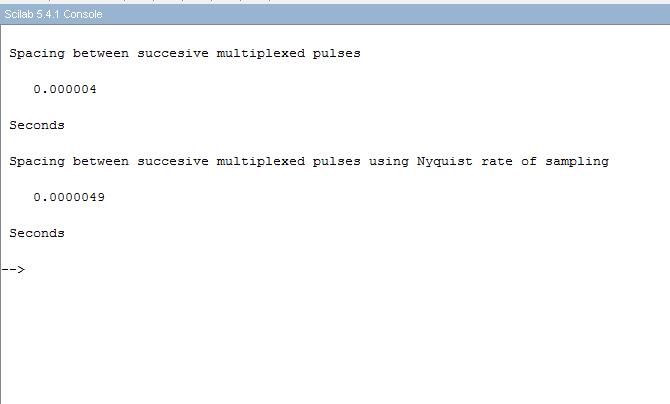 Scilab 5.4.1 Console
Spacing between succesive multiplexed pulses
0.000004
Seconds
Spacing between succesive multiplexed pulses using Nyquist rate of sampling
0.0000049
Seconds
-->